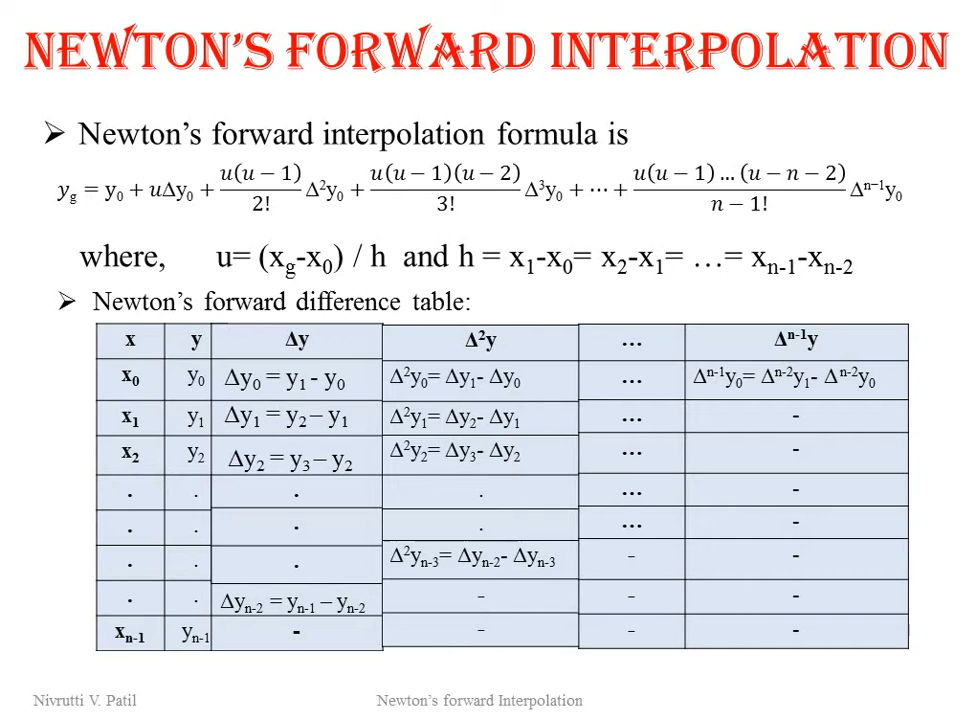 NEWTON'S FORWARD INTERPOLATION
➢ Newton's forward interpolation formula is
y_g = y_0 + uΔy_0 + u(u − 1)/2! Δ²y_0 + u(u − 1)(u − 2)/3! Δ³y_0 + ⋯ + u(u − 1) … (u − n − 2)/n − 1! Δⁿ⁻¹y_0
where, u= (x_g-x_0) / h and h = x_1-x_0= x_2-x_1= …= x_n-1-x_n-2
➢ Newton's forward difference table:
x y Δy Δ²y … Δⁿ⁻¹y
x_0 y_0 Δy_0 = y_1 - y_0 Δ²y_0= Δy_1- Δy_0 … Δⁿ⁻¹y_0= Δⁿ⁻²y_1- Δⁿ⁻²y_0
x_1 y_1 Δy_1 = y_2 – y_1 Δ²y_1= Δy_2- Δy_1 … -
x_2 y_2 Δy_2 = y_3 – y_2 Δ²y_2= Δy_3- Δy_2 … -
. . . . … -
. . . . … -
. . . Δ²y_n-3= Δy_n-2- Δy_n-3 - -
. . Δy_n-2 = y_n-1 – y_n-2 - - -
x_n-1 y_n-1 - - - -
Nivrutti V. Patil Newton's forward Interpolation